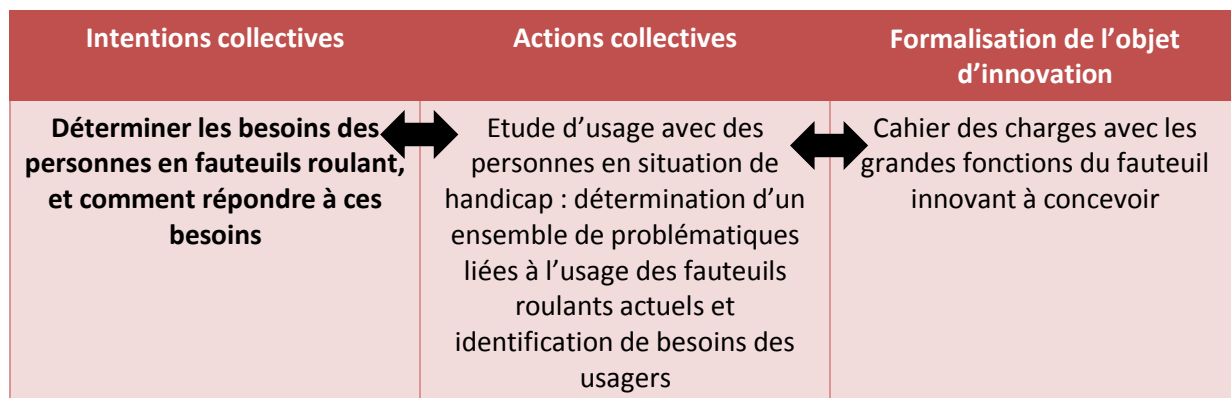 Intentions collectives
Actions collectives
Formalisation de l’objet
d’innovation
Déterminer les besoins des
personnes en fauteuils roulant,
et comment répondre à ces
besoins
Etude d’usage avec des
personnes en situation de
handicap : détermination d’un
ensemble de problématiques
liées à l’usage des fauteuils
roulants actuels et
identification de besoins des
usagers
Cahier des charges avec les
grandes fonctions du fauteuil
innovant à concevoir